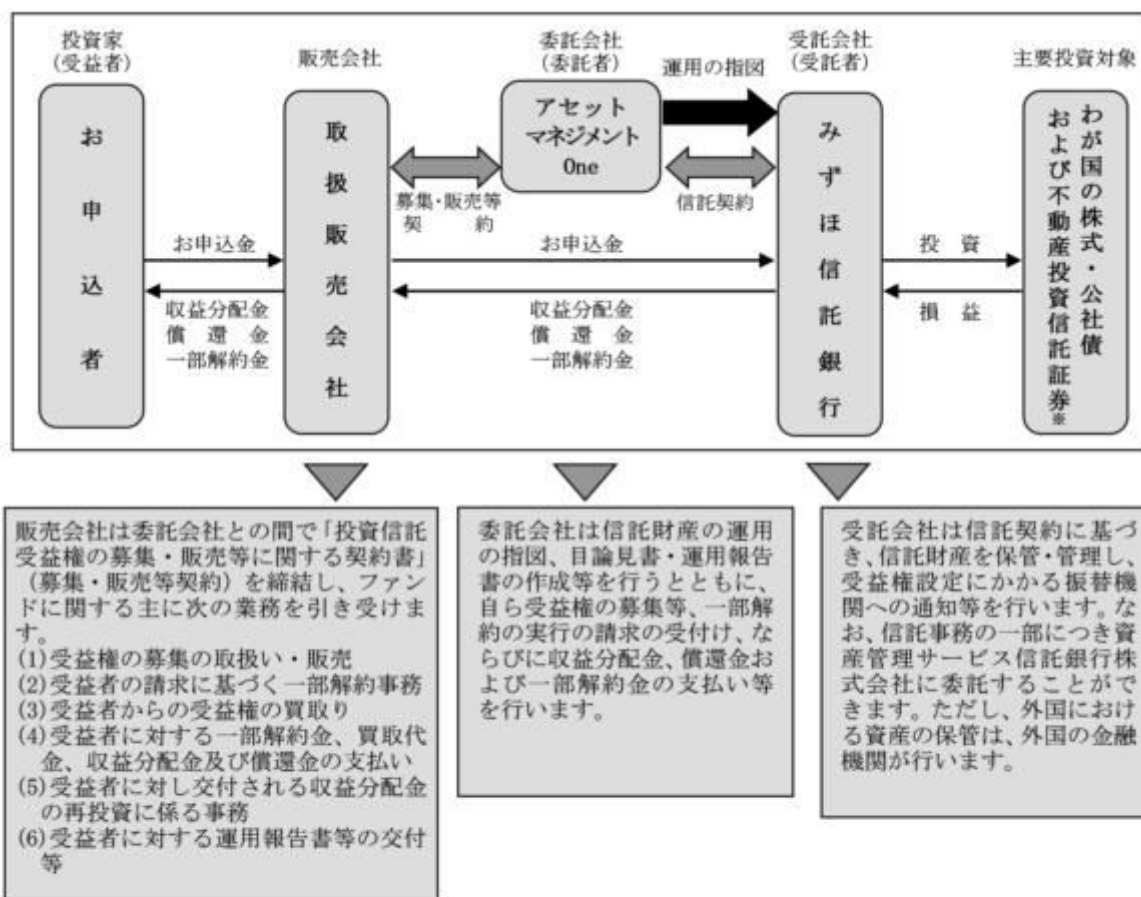 投資家
(受益者)
販売会社
委託会社
(委託者)
受託会社
(受託者)
主要投資対象
お申込者
取扱販売会社
アセット
マネジメント
One
運用の指図
みずほ信託銀行
わが国の株式・公社債
および不動産投資信託証券※
募集・販売等
契 約
信託契約
お申込金
収益分配金
償 還 金
一部解約金
お申込金
収益分配金
償 還 金
一部解約金
投 資
損 益
販売会社は委託会社との間で「投資信託
受益権の募集・販売等に関する契約書」
(募集・販売等契約)を締結し、ファン
ドに関する主に次の業務を引き受けま
す。
(1)受益権の募集の取扱い・販売
(2)受益者の請求に基づく一部解約事務
(3)受益者からの受益権の買取り
(4)受益者に対する一部解約金、買取代
金、収益分配金及び償還金の支払い
(5)受益者に対し交付される収益分配金
の再投資に係る事務
(6)受益者に対する運用報告書等の交付
等
委託会社は信託財産の運用
の指図、目論見書・運用報告
書の作成等を行うとともに、
自ら受益権の募集等、一部解
約の実行の請求の受付け、な
らびに収益分配金、償還金お
よび一部解約金の支払い等
を行います。
受託会社は信託契約に基づ
き、信託財産を保管・管理し、
受益権設定にかかる振替機
関への通知等を行います。な
お、信託事務の一部につき資
産管理サービス信託銀行株
式会社に委託することがで
きます。ただし、外国におけ
る資産の保管は、外国の金融
機関が行います。